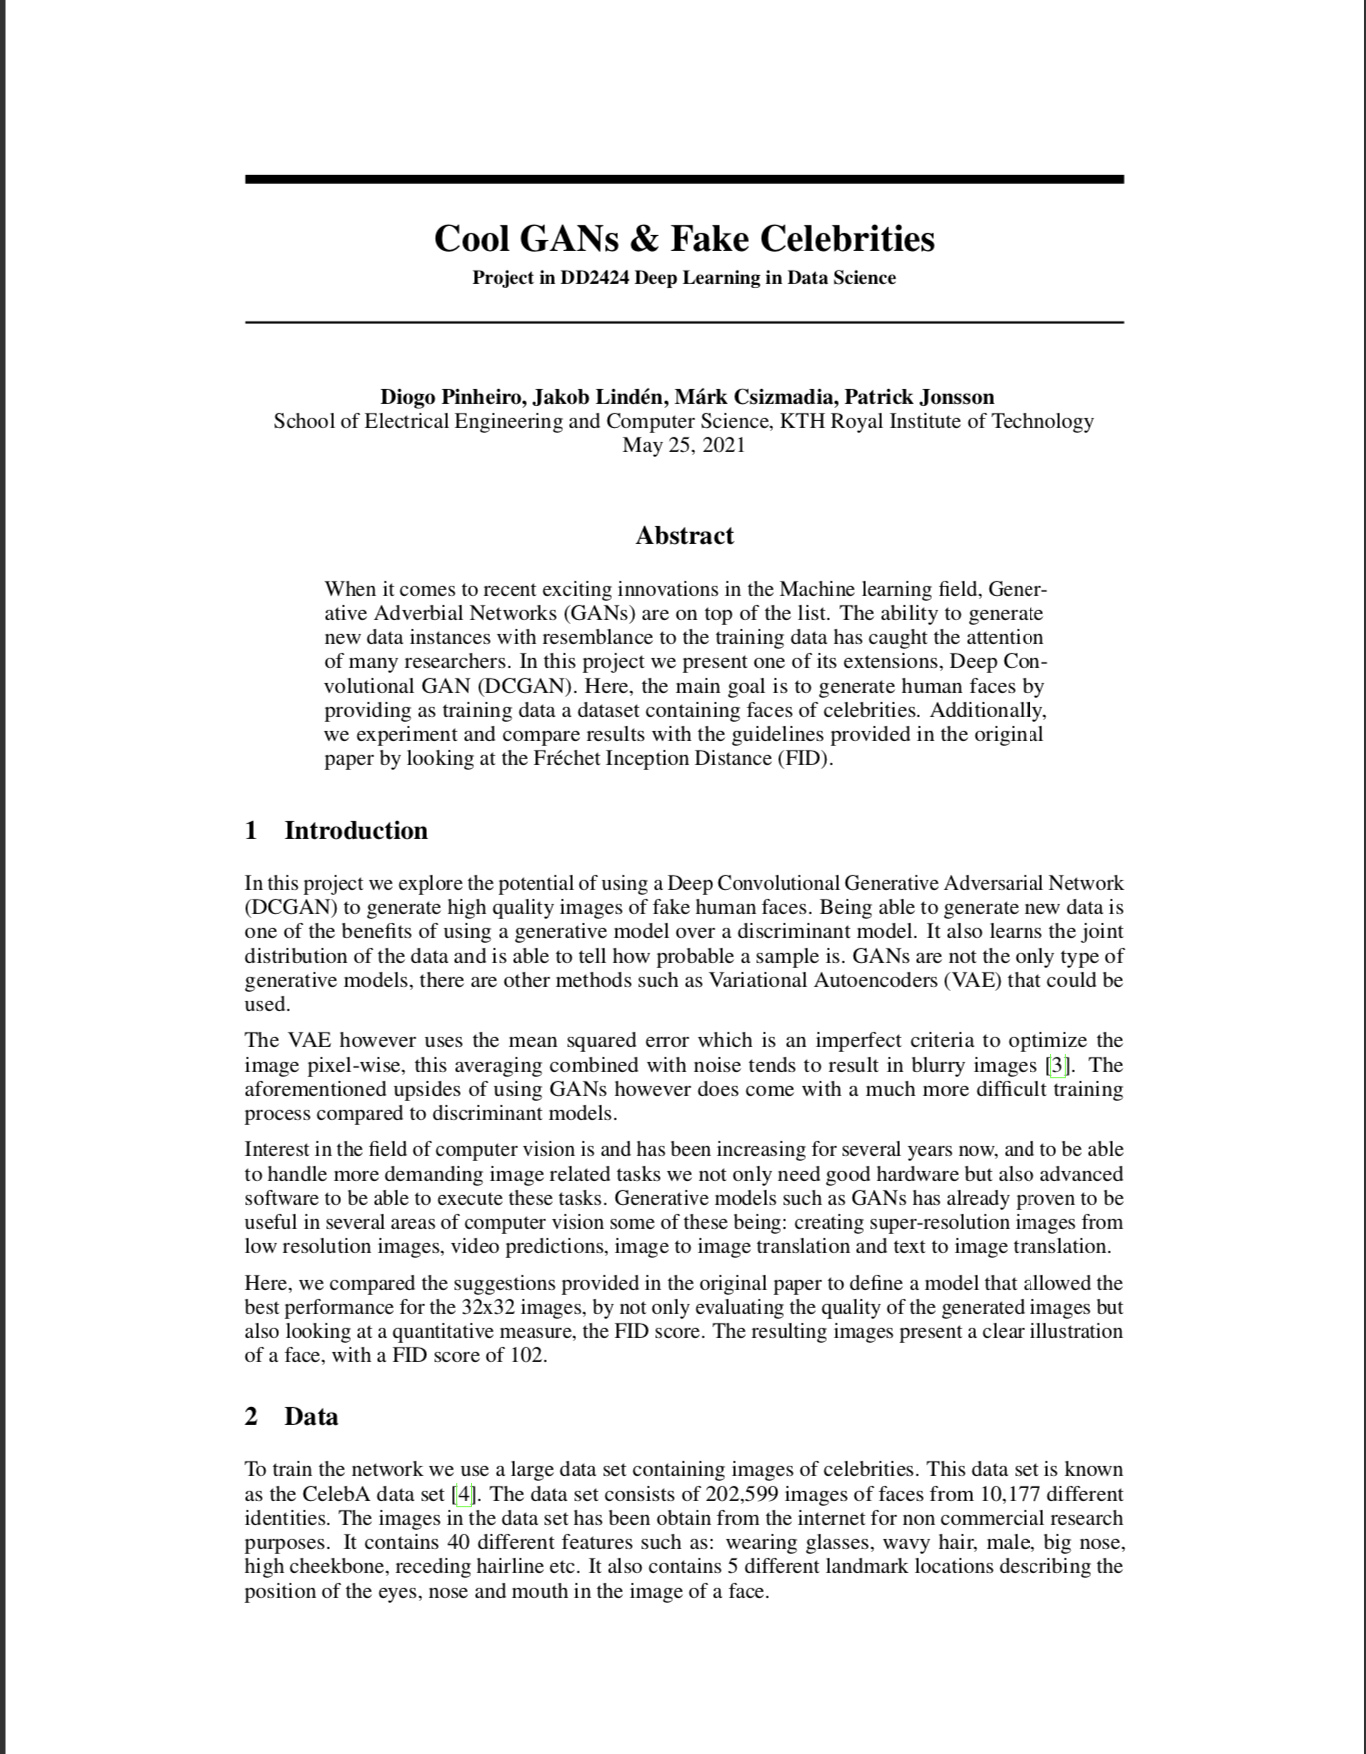 Cool GANs & Fake Celebrities
Project in DD2424 Deep Learning in Data Science
Diogo Pinheiro, Jakob Lindén, Márk Csizmadia, Patrick Jonsson
School of Electrical Engineering and Computer Science, KTH Royal Institute of Technology
May 25, 2021
Abstract
When it comes to recent exciting innovations in the Machine learning field, Gener-
ative Adverbial Networks (GANs) are on top of the list. The ability to generate
new data instances with resemblance to the training data has caught the attention
of many researchers. In this project we present one of its extensions, Deep Con-
volutional GAN (DCGAN). Here, the main goal is to generate human faces by
providing as training data a dataset containing faces of celebrities. Additionally,
we experiment and compare results with the guidelines provided in the original
paper by looking at the Fréchet Inception Distance (FID).
1 Introduction
In this project we explore the potential of using a Deep Convolutional Generative Adversarial Network
(DCGAN) to generate high quality images of fake human faces. Being able to generate new data is
one of the benefits of using a generative model over a discriminant model. It also learns the joint
distribution of the data and is able to tell how probable a sample is. GANs are not the only type of
generative models, there are other methods such as Variational Autoencoders (VAE) that could be
used.
The VAE however uses the mean squared error which is an imperfect criteria to optimize the
image pixel-wise, this averaging combined with noise tends to result in blurry images [3]. The
aforementioned upsides of using GANs however does come with a much more difficult training
process compared to discriminant models.
Interest in the field of computer vision is and has been increasing for several years now, and to be able
to handle more demanding image related tasks we not only need good hardware but also advanced
software to be able to execute these tasks. Generative models such as GANs has already proven to be
useful in several areas of computer vision some of these being: creating super-resolution images from
low resolution images, video predictions, image to image translation and text to image translation.
Here, we compared the suggestions provided in the original paper to define a model that allowed the
best performance for the 32x32 images, by not only evaluating the quality of the generated images but
also looking at a quantitative measure, the FID score. The resulting images present a clear illustration
of a face, with a FID score of 102.
2 Data
To train the network we use a large data set containing images of celebrities. This data set is known
as the CelebA data set [4]. The data set consists of 202,599 images of faces from 10,177 different
identities. The images in the data set has been obtain from the internet for non commercial research
purposes. It contains 40 different features such as: wearing glasses, wavy hair, male, big nose,
high cheekbone, receding hairline etc. It also contains 5 different landmark locations describing the
position of the eyes, nose and mouth in the image of a face.